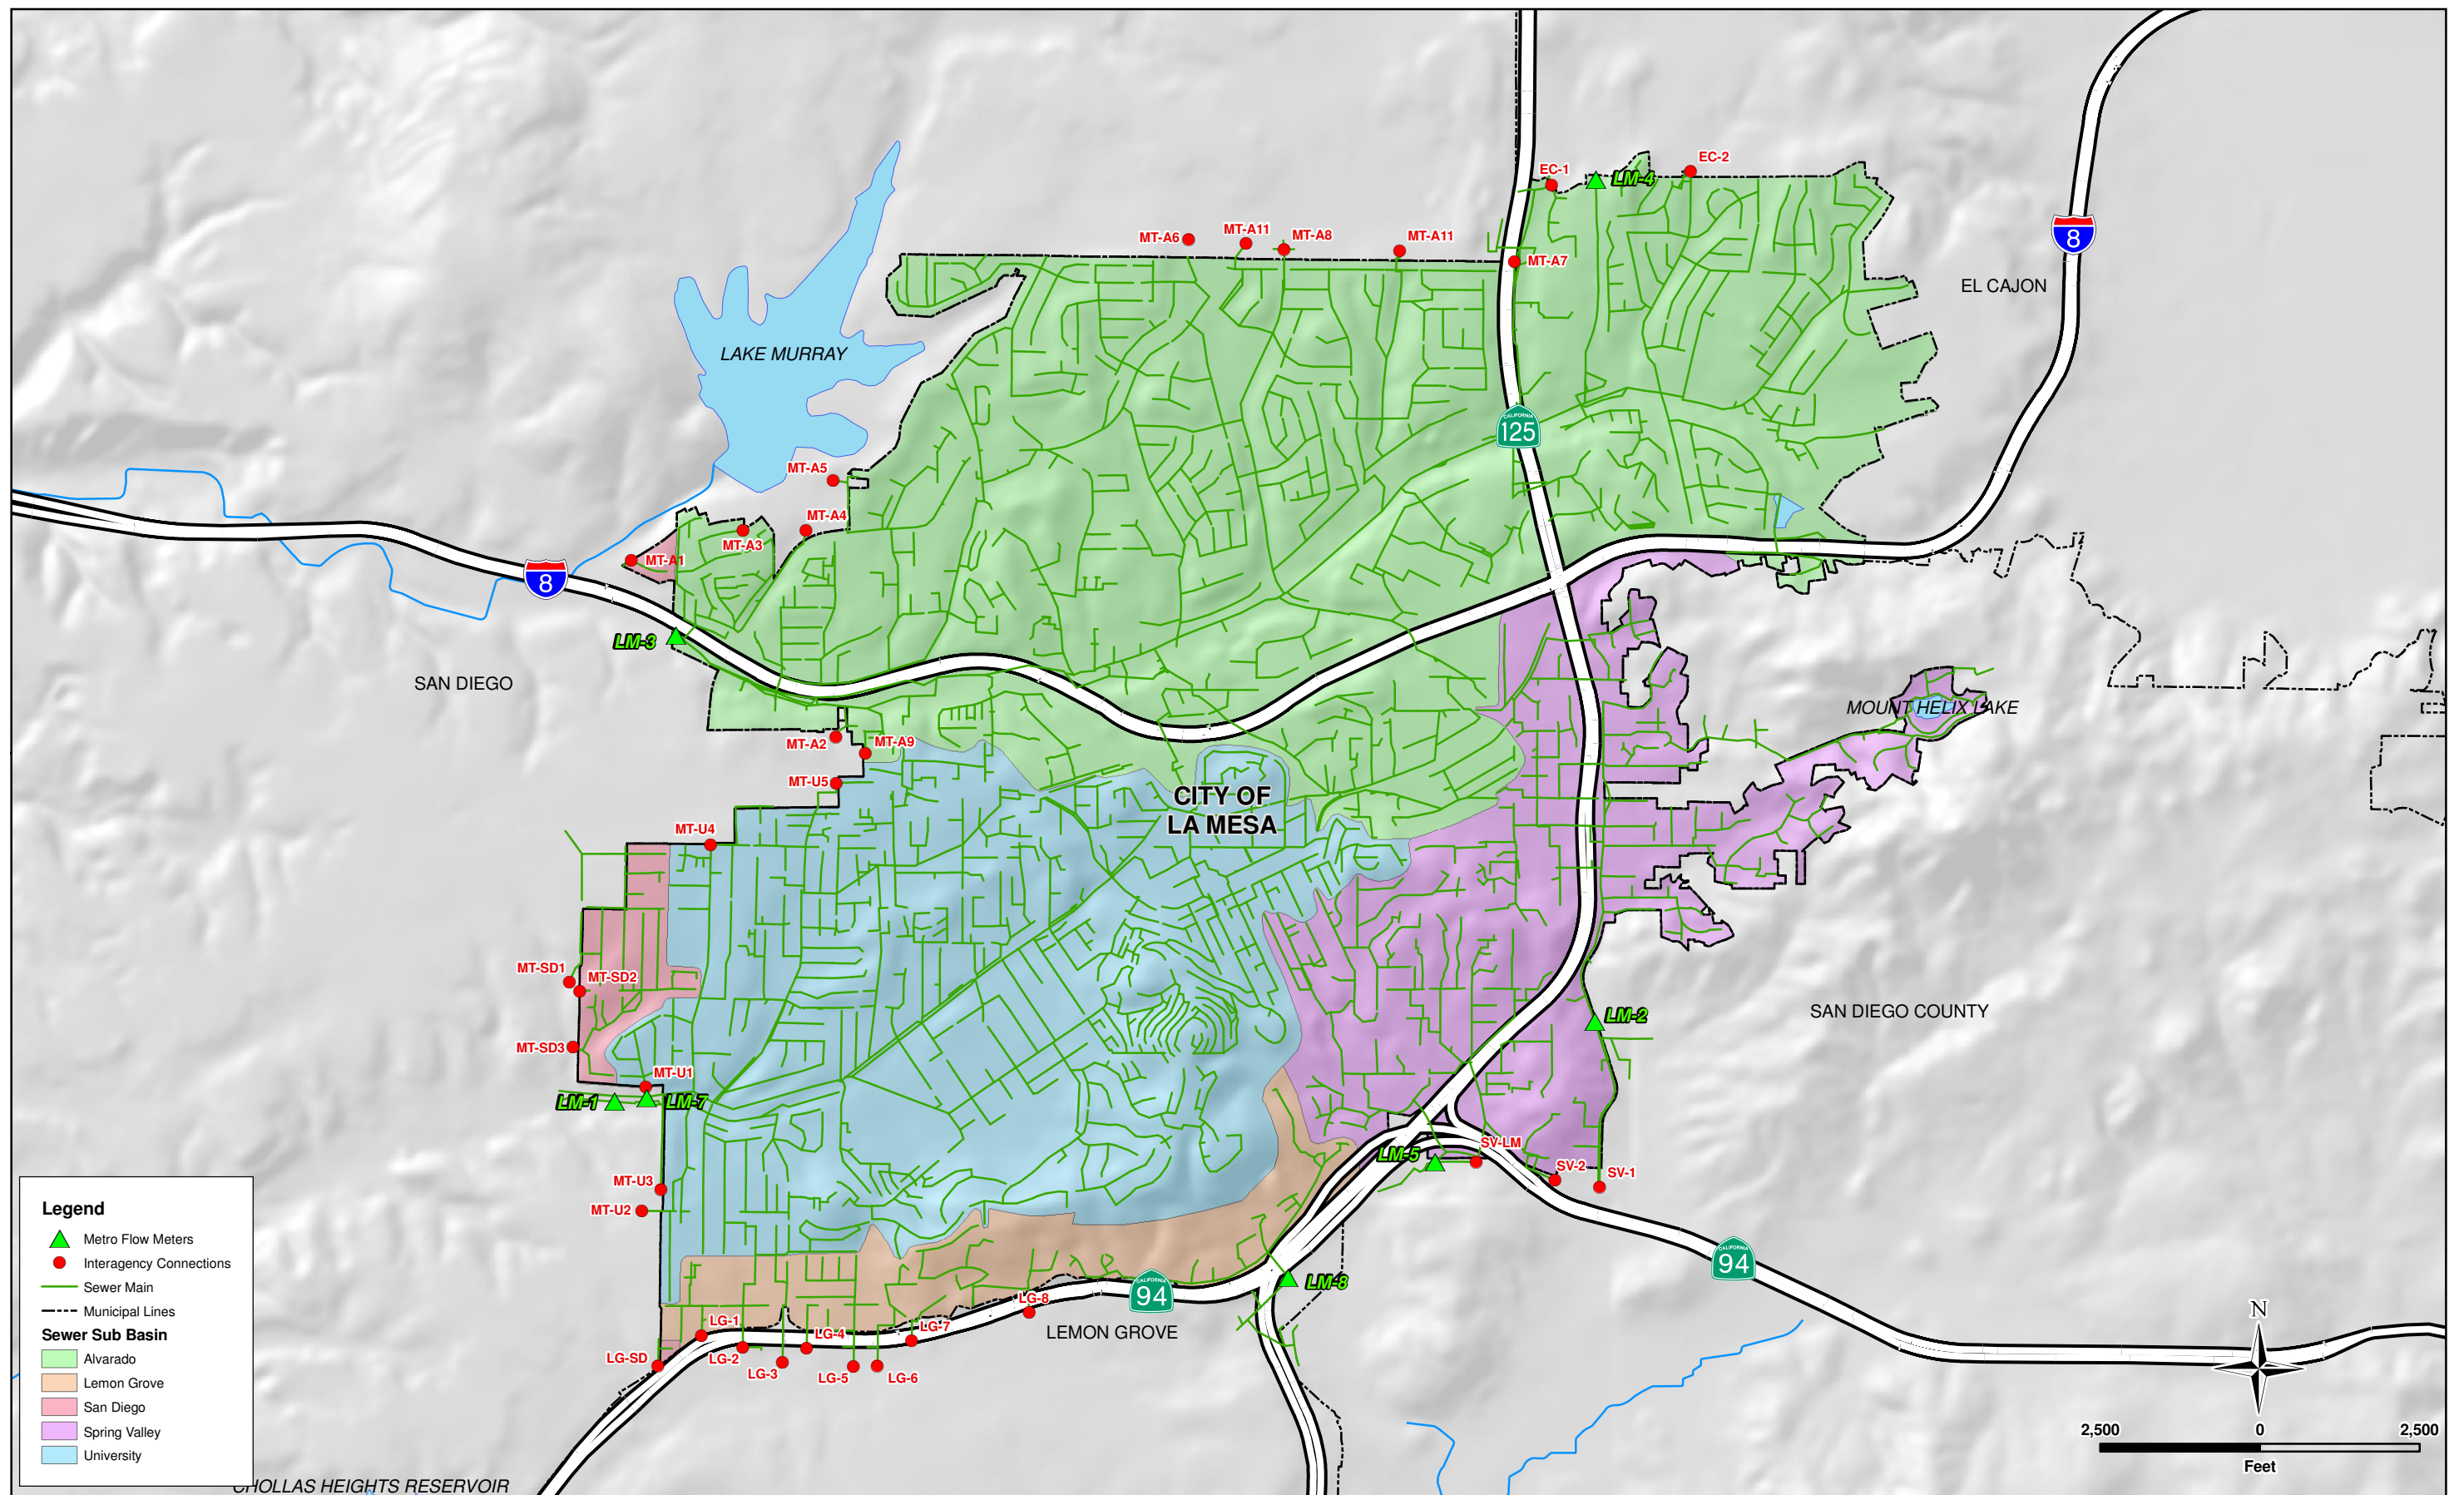 EC-1
LM-4
EC-2
MT-A6
MT-A11
MT-A8
MT-A11
MT-A7
8
EL CAJON
LAKE MURRAY
CALIFORNIA
125
MT-A5
MT-A4
MT-A3
MT-A1
8
LM-3
SAN DIEGO
MOUNT HELIX LAKE
MT-A2
MT-A9
MT-U5
CITY OF
LA MESA
MT-U4
MT-SD1
MT-SD2
MT-SD3
LM-2
SAN DIEGO COUNTY
MT-U1
LM-1
LM-7
LM-5
SV-LM
SV-2
SV-1
MT-U3
MT-U2
CALIFORNIA
94
CALIFORNIA
94
LM-8
LG-8
LG-1
LG-4
LG-7
LEMON GROVE
LG-SD
LG-2
LG-3
LG-5
LG-6
Legend
Metro Flow Meters
Interagency Connections
Sewer Main
Municipal Lines
Sewer Sub Basin
Alvarado
Lemon Grove
San Diego
Spring Valley
University
CHOLLAS HEIGHTS RESERVOIR
N
2,500 0 2,500
Feet